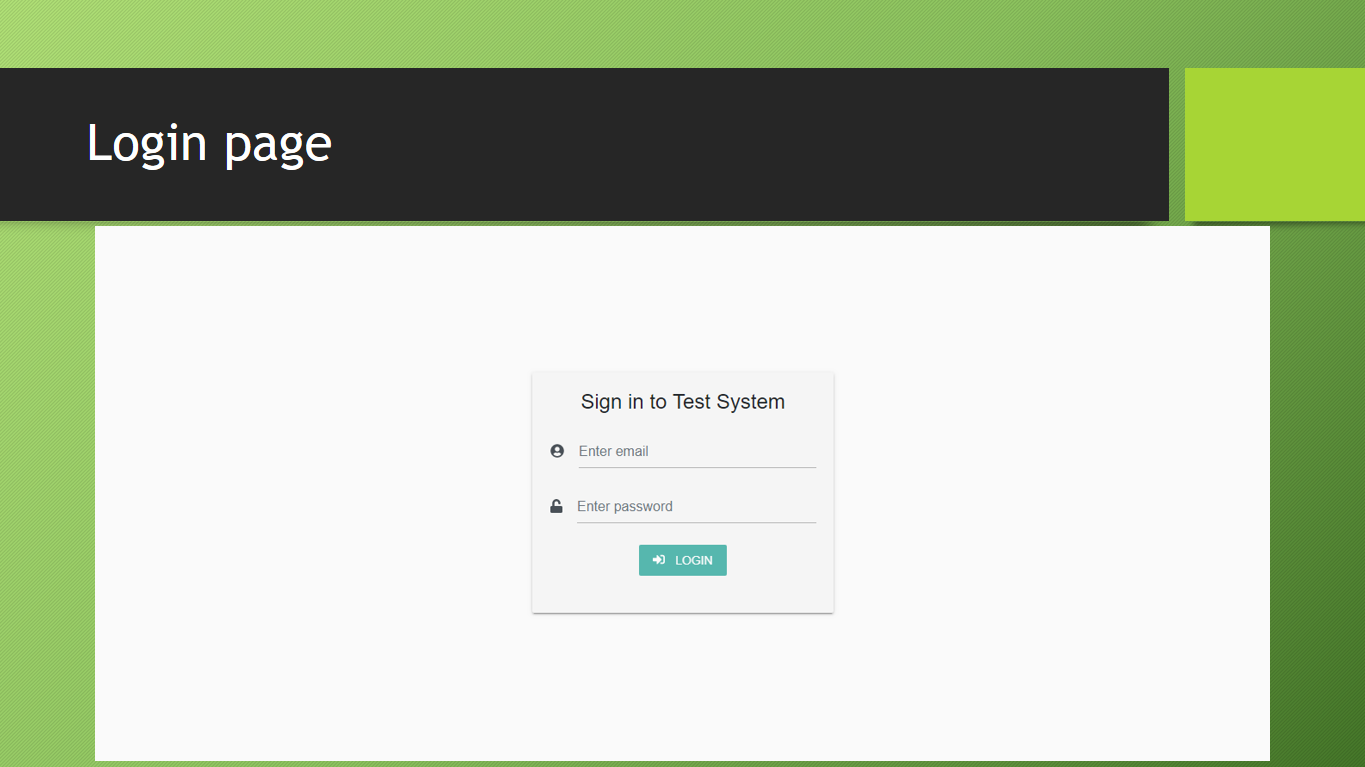 Login page
Sign in to Test System
Enter email
Enter password
LOGIN